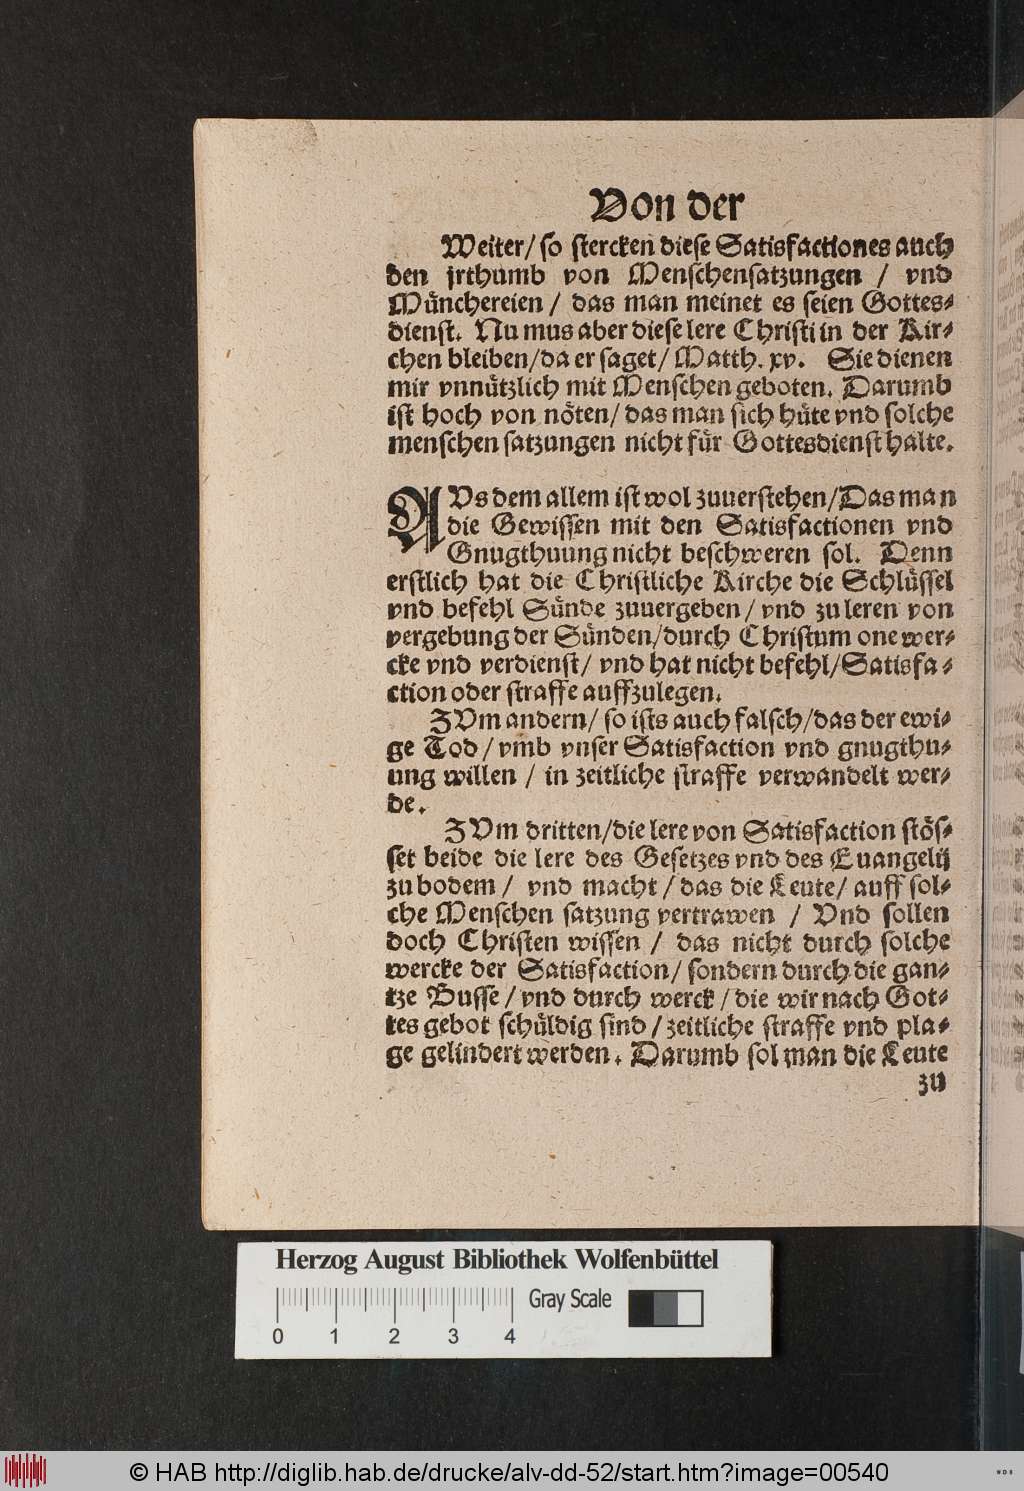 Von der
Weiter/ so stercken diese Satisfactiones auch
den jrthumb von Menschensatzungen / vnd
Münchereien / das man meinet es seien Gottes-
dienst. Nu mus aber diese lere Christi in der Kir-
chen bleiben/da er saget/ Matth. xv. Sie dienen
mir vnnützlich mit Menschen geboten. Darumb
ist hoch von nöten/ das man sich hüte vnd solche
menschen satzungen nicht für Gottesdienst halte.
AVs dem allem ist wol zuuerstehen/Das man
die Gewissen mit den Satisfactionen vnd
Gnugthuung nicht beschweren sol. Denn
erstlich hat die Christliche Kirche die Schlüssel
vnd befehl Sünde zuuergeben/ vnd zu leren von
vergebung der Sünden/durch Christum one wer-
cke vnd verdienst/ vnd hat nicht befehl/Satisfa-
ction oder straffe auffzulegen.
ZVm andern/ so ists auch falsch/das der ewi-
ge Tod / vmb vnser Satisfaction vnd gnugthu-
ung willen / in zeitliche straffe verwandelt wer-
de.
ZVm dritten/die lere von Satisfaction stös-
set beide die lere des Gesetzes vnd des Euangelij
zu bodem / vnd macht / das die Leute/ auff sol-
che Menschen satzung vertrawen / Vnd sollen
doch Christen wissen / das nicht durch solche
wercke der Satisfaction/ sondern durch die gan-
tze Busse / vnd durch werck / die wir nach Got-
tes gebot schüldig sind / zeitliche straffe vnd pla-
ge gelindert werden. Darumb sol man die Leute
zu
Herzog August Bibliothek Wolfenbüttel
Gray Scale
0 1 2 3 4
© HAB http://diglib.hab.de/drucke/alv-dd-52/start.htm?image=00540